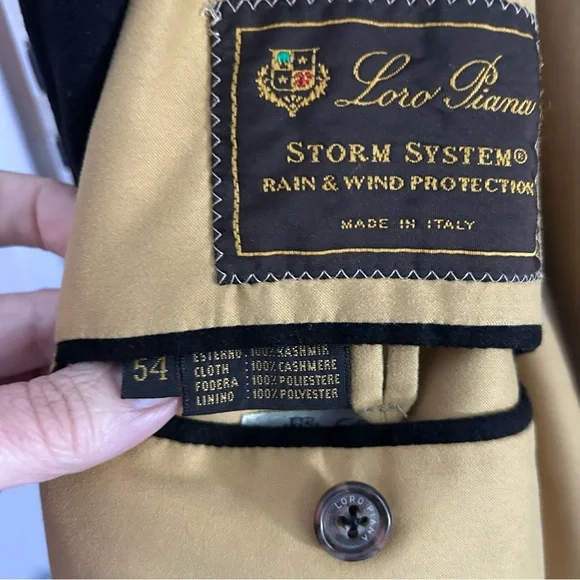 Loro Piana
STORM SYSTEM®
RAIN & WIND PROTECTION
MADE IN ITALY
54
ESTERNO : 100% KASHMIR
CLOTH : 100% CASHMERE
FODERA : 100% POLIESTERE
LININO : 100% POLYESTER
LORO PIANA